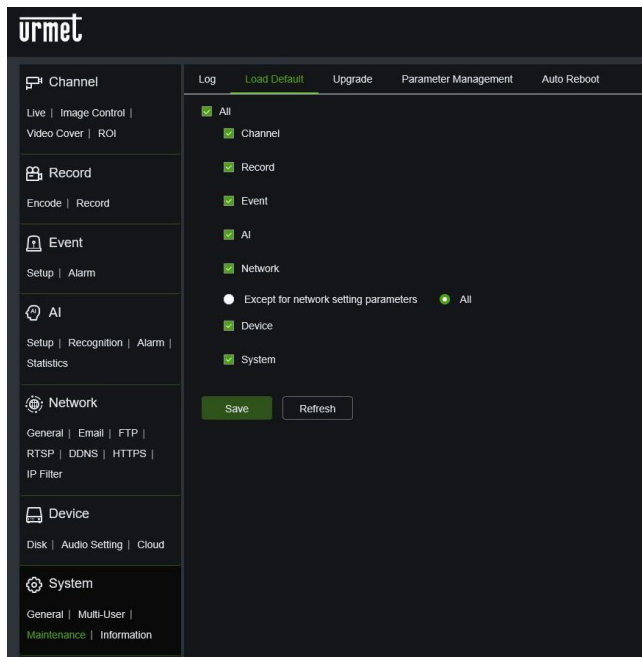 urmet
Channel
Live | Image Control |
Video Cover | ROI
Record
Encode | Record
Event
Setup | Alarm
AI
AI
Setup | Recognition | Alarm |
Statistics
Network
General | Email | FTP |
RTSP | DDNS | HTTPS |
IP Filter
Device
Disk | Audio Setting | Cloud
System
General | Multi-User |
Maintenance | Information
Log Load Default Upgrade Parameter Management Auto Reboot
All
Channel
Record
Event
AI
Network
Except for network setting parameters All
Device
System
Save Refresh